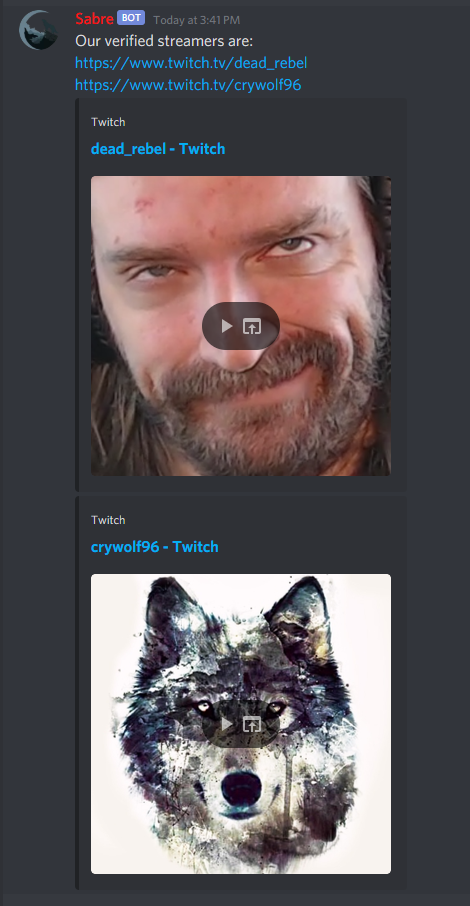 Sabre BOT Today at 3:41 PM
Our verified streamers are:
https://www.twitch.tv/dead_rebel
https://www.twitch.tv/crywolf96
Twitch
dead_rebel - Twitch
Twitch
crywolf96 - Twitch